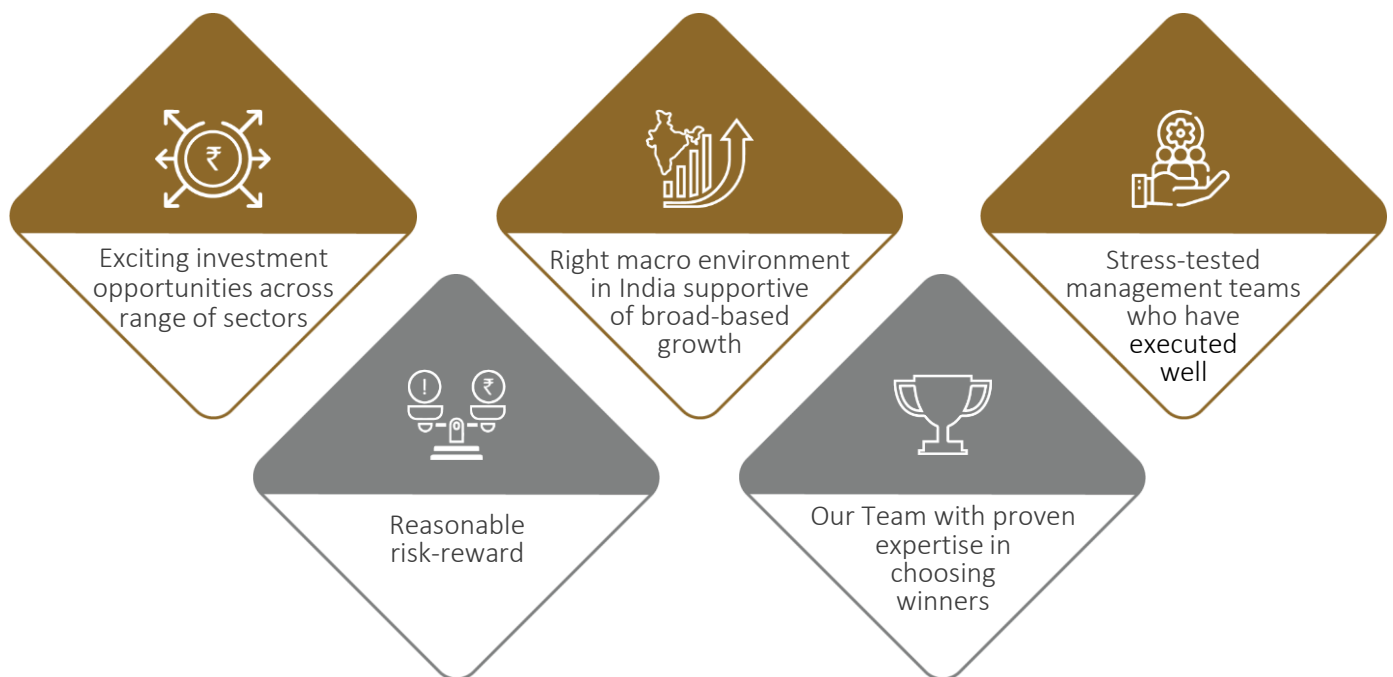 ₹
Exciting investment
opportunities across
range of sectors
Right macro environment
in India supportive
of broad-based
growth
Stress-tested
management teams
who have
executed
well
! ₹
Reasonable
risk-reward
Our Team with proven
expertise in
choosing
winners